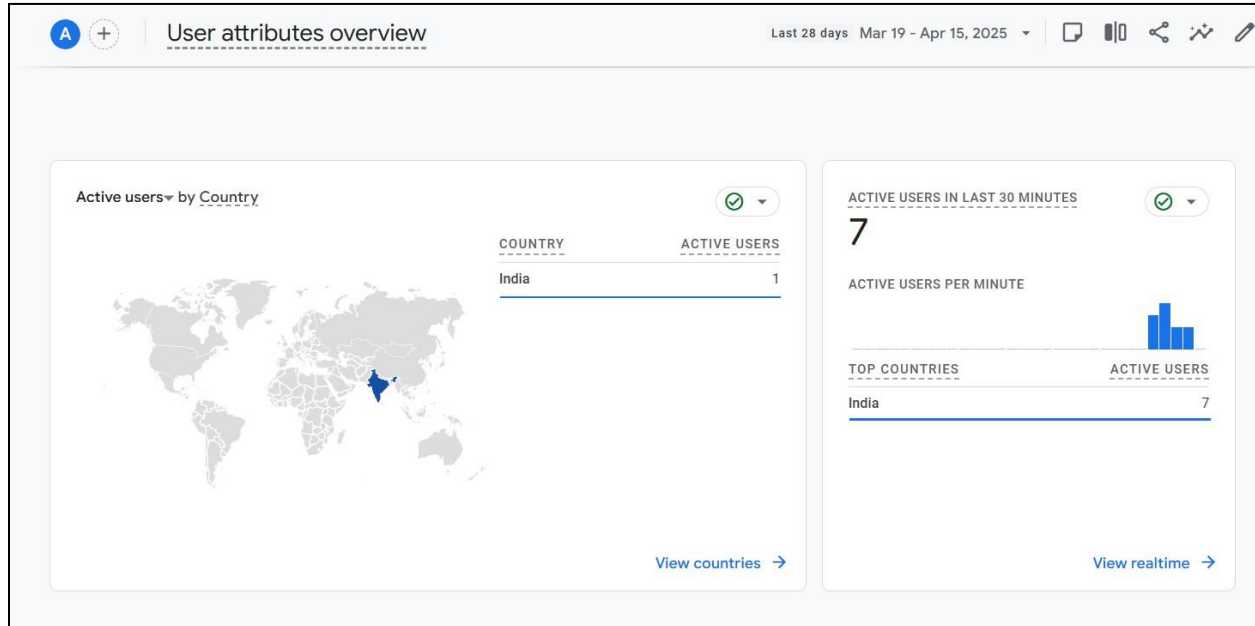 A + User attributes overview Last 28 days Mar 19 - Apr 15, 2025
Active users by Country
COUNTRY ACTIVE USERS
India 1
View countries →
ACTIVE USERS IN LAST 30 MINUTES
7
ACTIVE USERS PER MINUTE
TOP COUNTRIES ACTIVE USERS
India 7
View realtime →